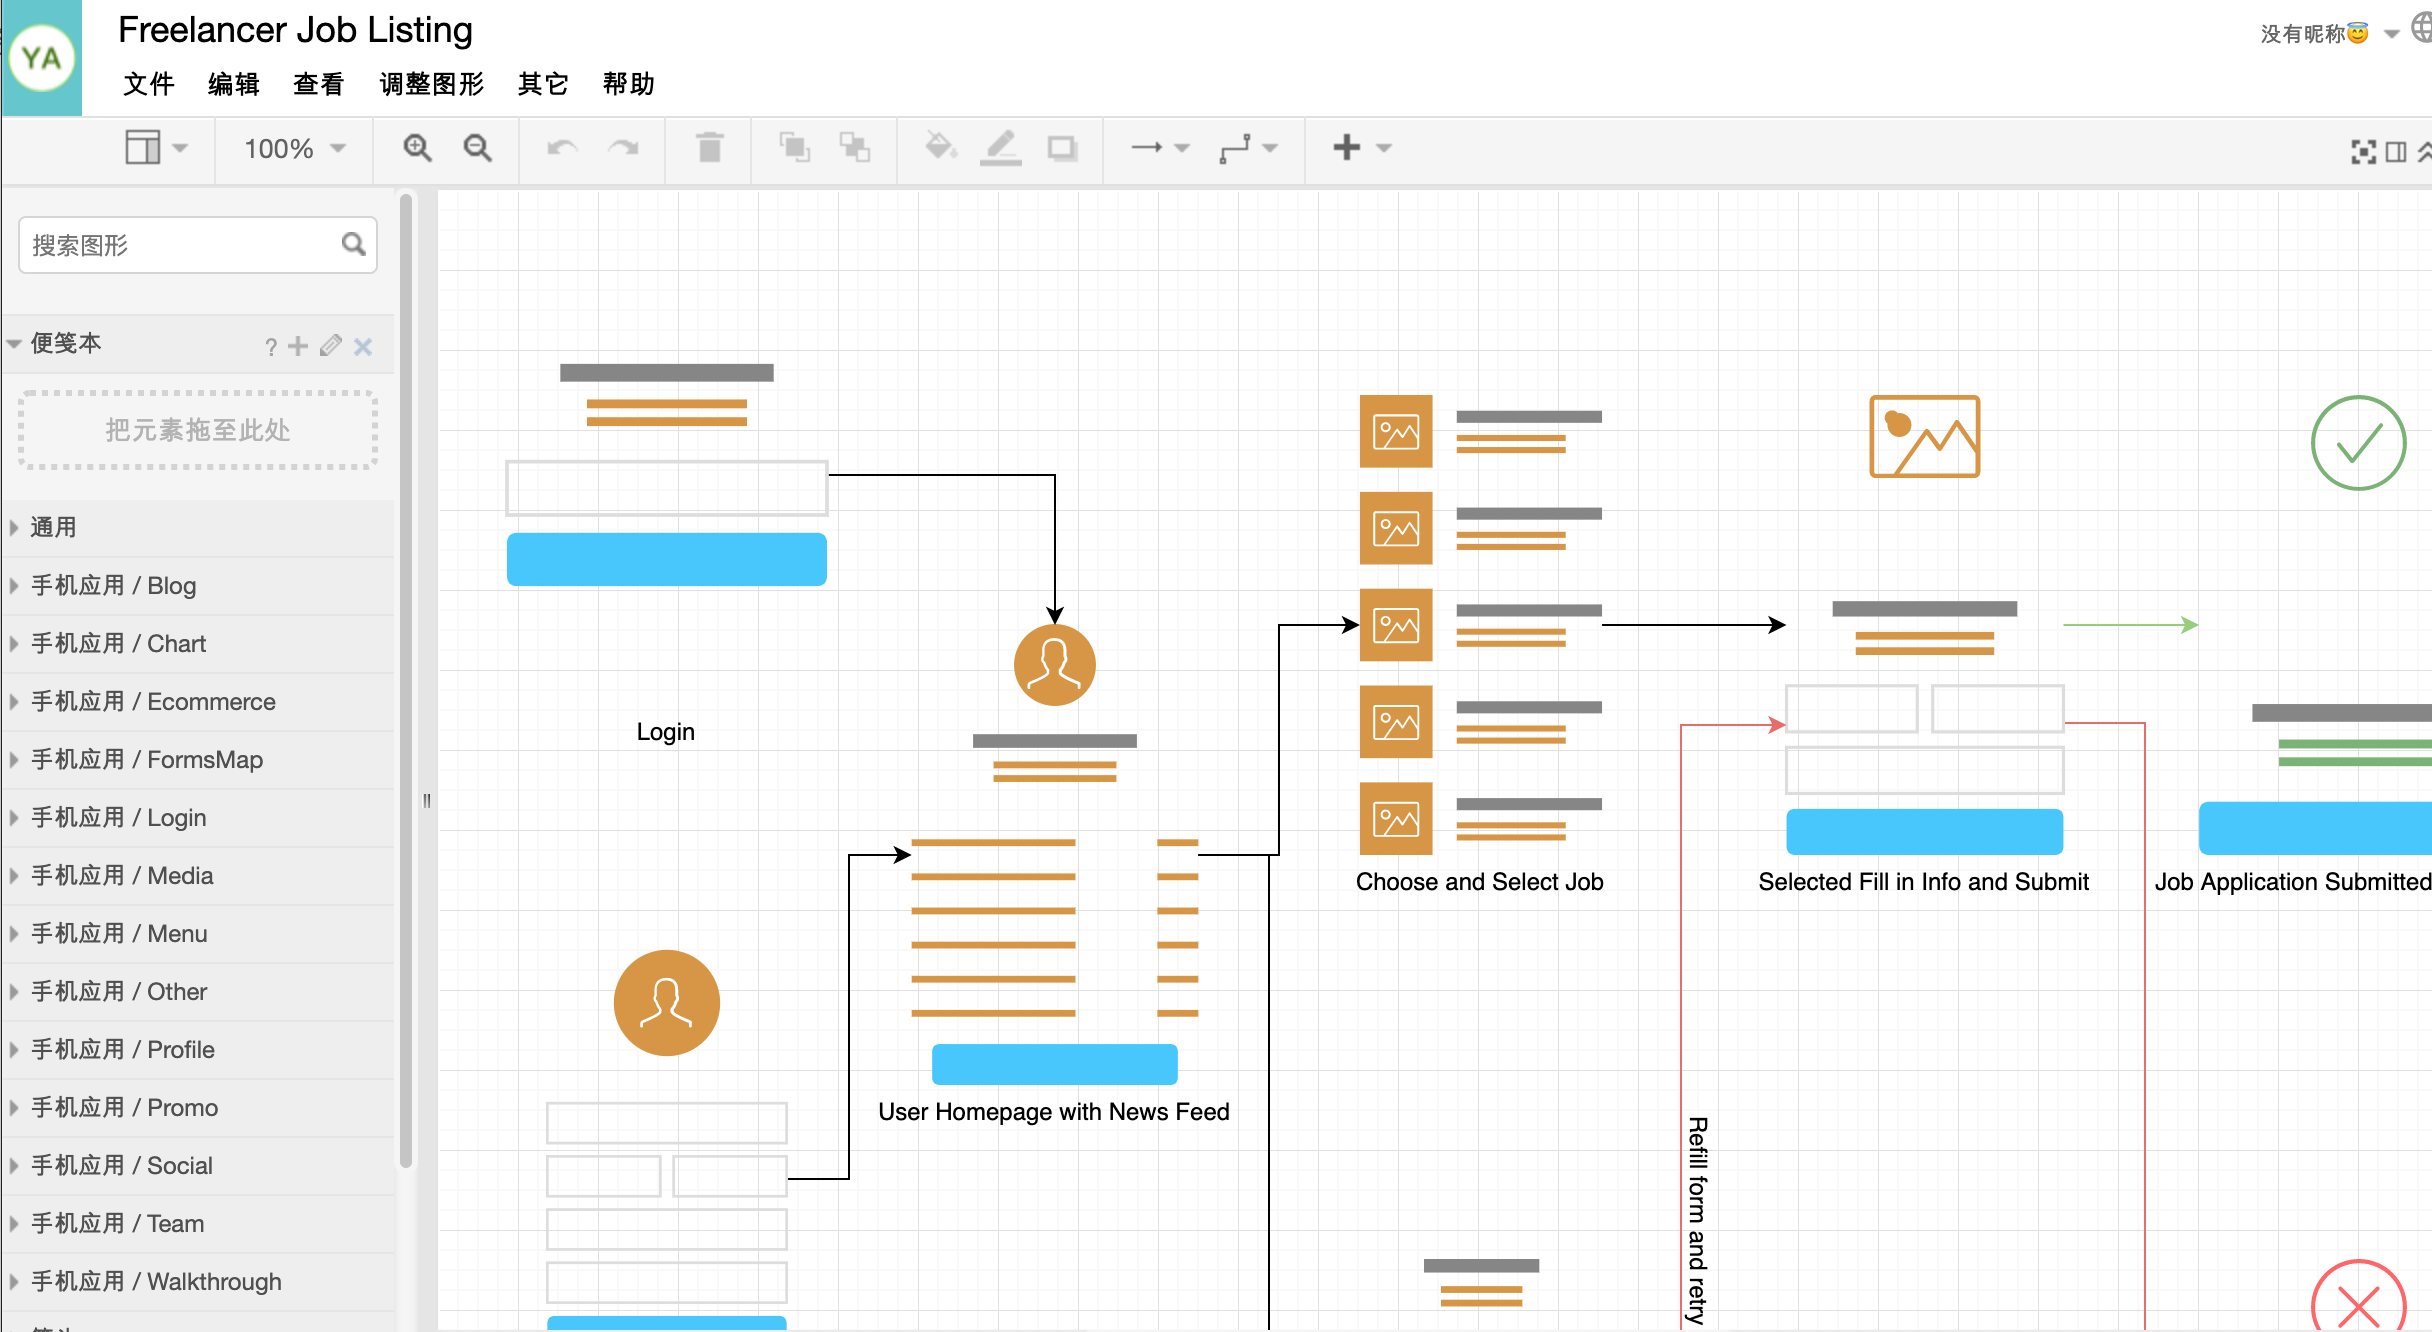 YA
Freelancer Job Listing
没有昵称😇
文件 编辑 查看 调整图形 其它 帮助
100%
搜索图形
便笺本
?
把元素拖至此处
通用
手机应用 / Blog
手机应用 / Chart
手机应用 / Ecommerce
手机应用 / FormsMap
手机应用 / Login
手机应用 / Media
手机应用 / Menu
手机应用 / Other
手机应用 / Profile
手机应用 / Promo
手机应用 / Social
手机应用 / Team
手机应用 / Walkthrough
Login
Choose and Select Job
Selected Fill in Info and Submit
Job Application Submitted
User Homepage with News Feed
Refill form and retry